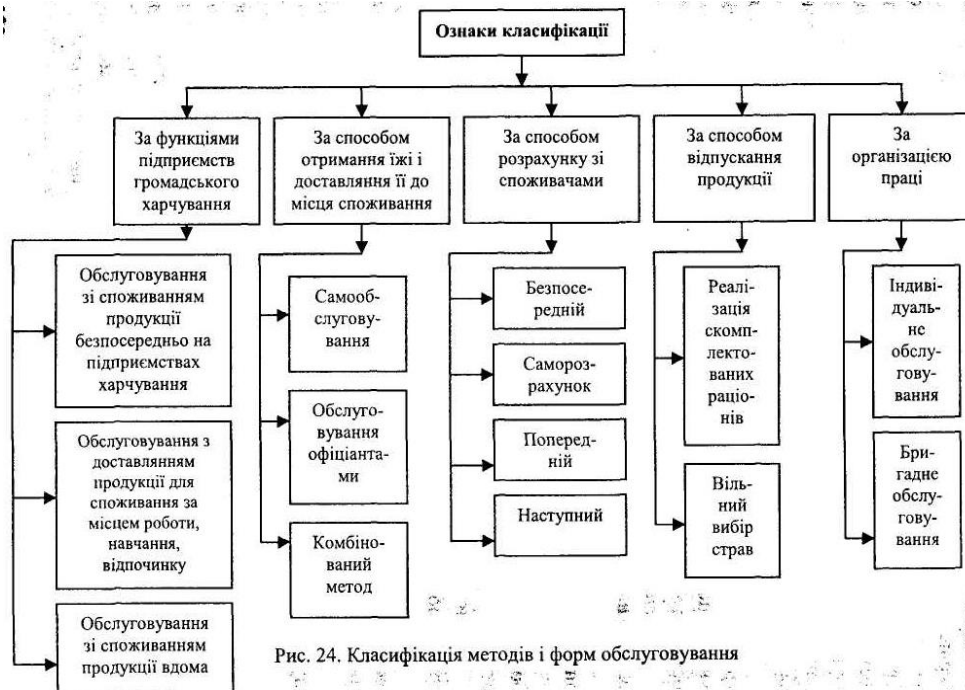 Ознаки класифікації
За функціями
підприємств
громадського
харчування
За способом
отримання їжі і
доставляння її до
місця споживання
За способом
розрахунку зі
споживачами
За способом
відпускання
продукції
За
організацією
праці
Обслуговування
зі споживанням
продукції
безпосередньо на
підприємствах
харчування
Обслуговування з
доставлянням
продукції для
споживання за
місцем роботи,
навчання,
відпочинку
Обслуговування
зі споживанням
продукції вдома
Самооб-
слугову-
вання
Обслуго-
вування
офіціанта-
ми
Комбіно-
ваний
метод
Безпосе-
редній
Самороз-
рахунок
Поперед-
ній
Наступний
Реалі-
зація
скомп-
лекто-
ваних
раціо-
нів
Віль-
ний
вибір
страв
Індиві-
дуаль-
не
обслу-
гову-
вання
Бри-
гадне
обслу-
гову-
вання
Рис. 24. Класифікація методів і форм обслуговування